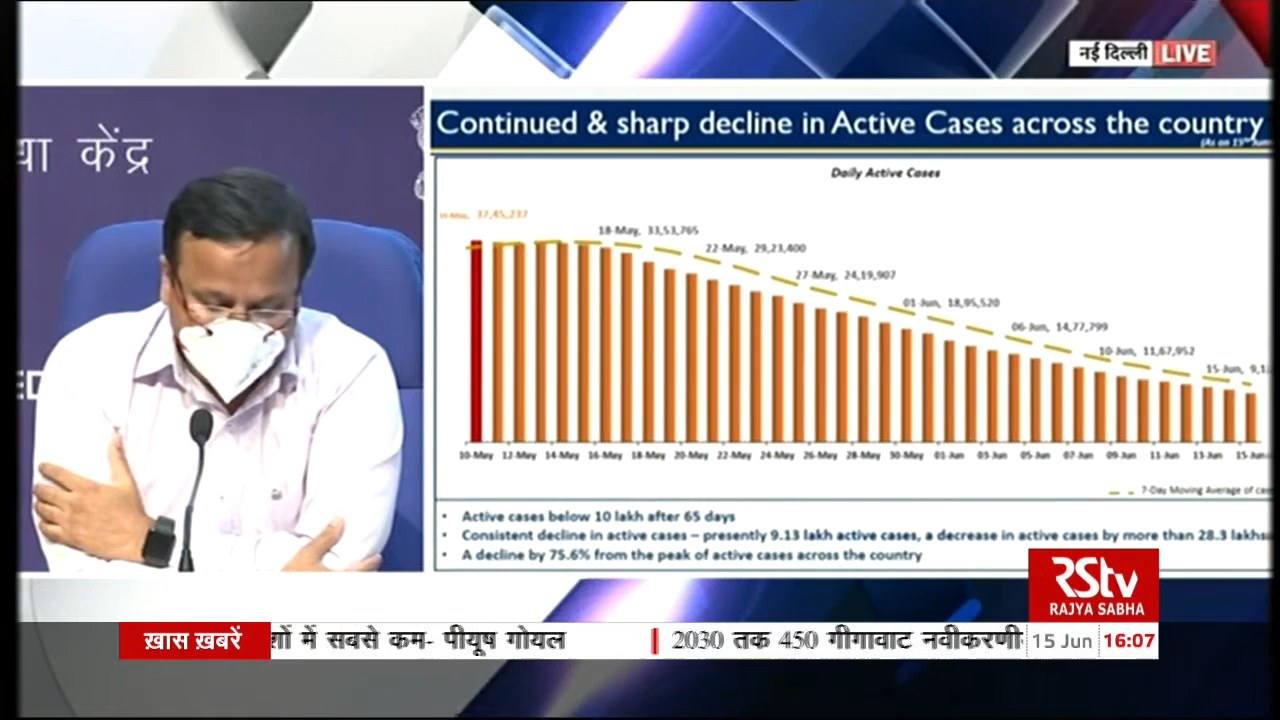 नई दिल्ली LIVE
केंद्र
Continued & sharp decline in Active Cases across the country
(As on 15th
Daily Active Cases
37,45,237
18-May, 33,53,765
22-May, 29,23,400
27-May, 24,19,907
01-Jun, 18,95,520
06-Jun, 14,77,799
10-Jun, 11,67,952
15-Jun,
10-May 12-May 14-May 16-May 18-May 20-May 22-May 24-May 26-May 28-May 30-May 01-Jun 03-Jun 05-Jun 07-Jun 09-Jun 11-Jun 13-Jun 15-Jun
7-Day Moving Average of
• Active cases below 10 lakh after 65 days
• Consistent decline in active cases – presently 9.13 lakh active cases, a decrease in active cases by more than 28.3 lakhs
• A decline by 75.6% from the peak of active cases across the country
RStv
RAJYA SABHA
ख़ास ख़बरें में सबसे कम- पीयूष गोयल 2030 तक 450 गीगावाट नवीकरणी 15 Jun 16:07